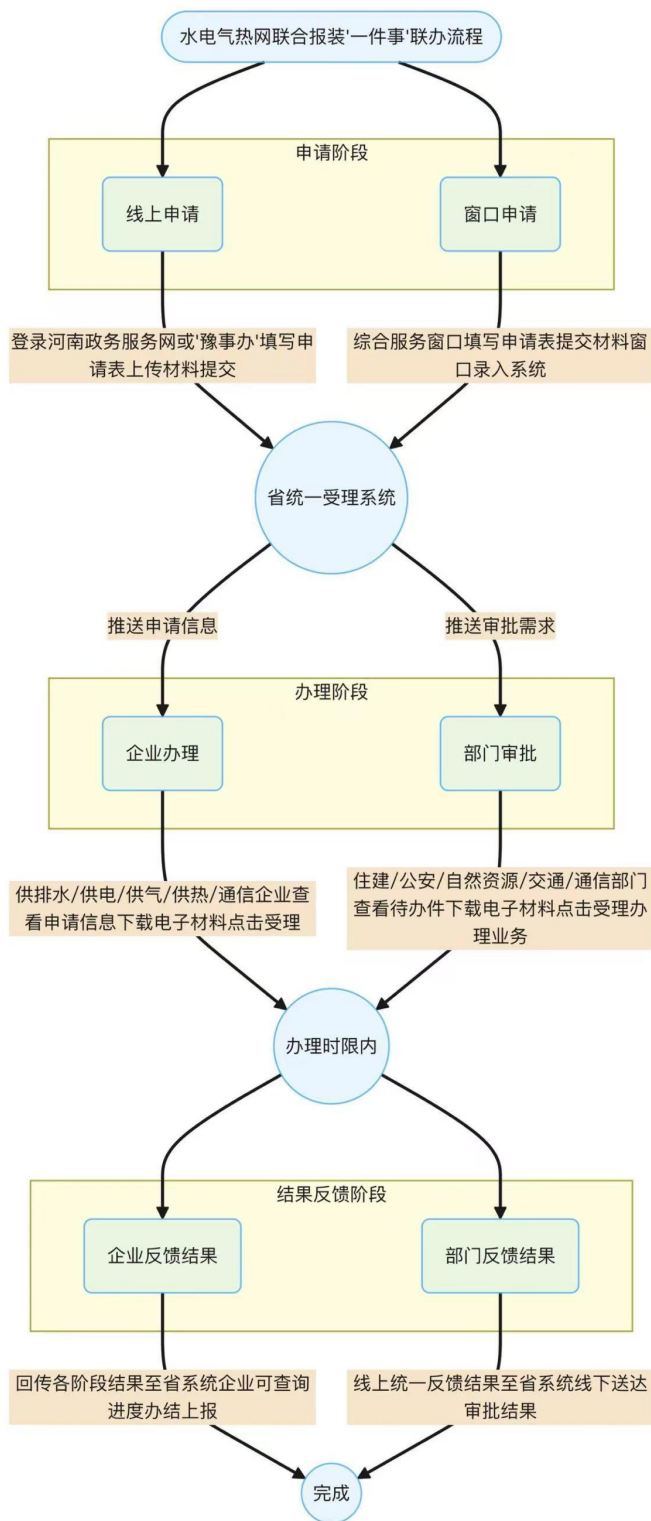 水电气热网联合报装'一件事'联办流程
申请阶段
线上申请
窗口申请
登录河南政务服务网或'豫事办'填写申
请表上传材料提交
综合服务窗口填写申请表提交材料窗
口录入系统
省统一受理系统
推送申请信息
推送审批需求
办理阶段
企业办理
部门审批
供排水/供电/供气/供热/通信企业查
看申请信息下载电子材料点击受理
住建/公安/自然资源/交通/通信部门
查看待办件下载电子材料点击受理办
理业务
办理时限内
结果反馈阶段
企业反馈结果
部门反馈结果
回传各阶段结果至省系统企业可查询
进度办结上报
线上统一反馈结果至省系统线下送达
审批结果
完成